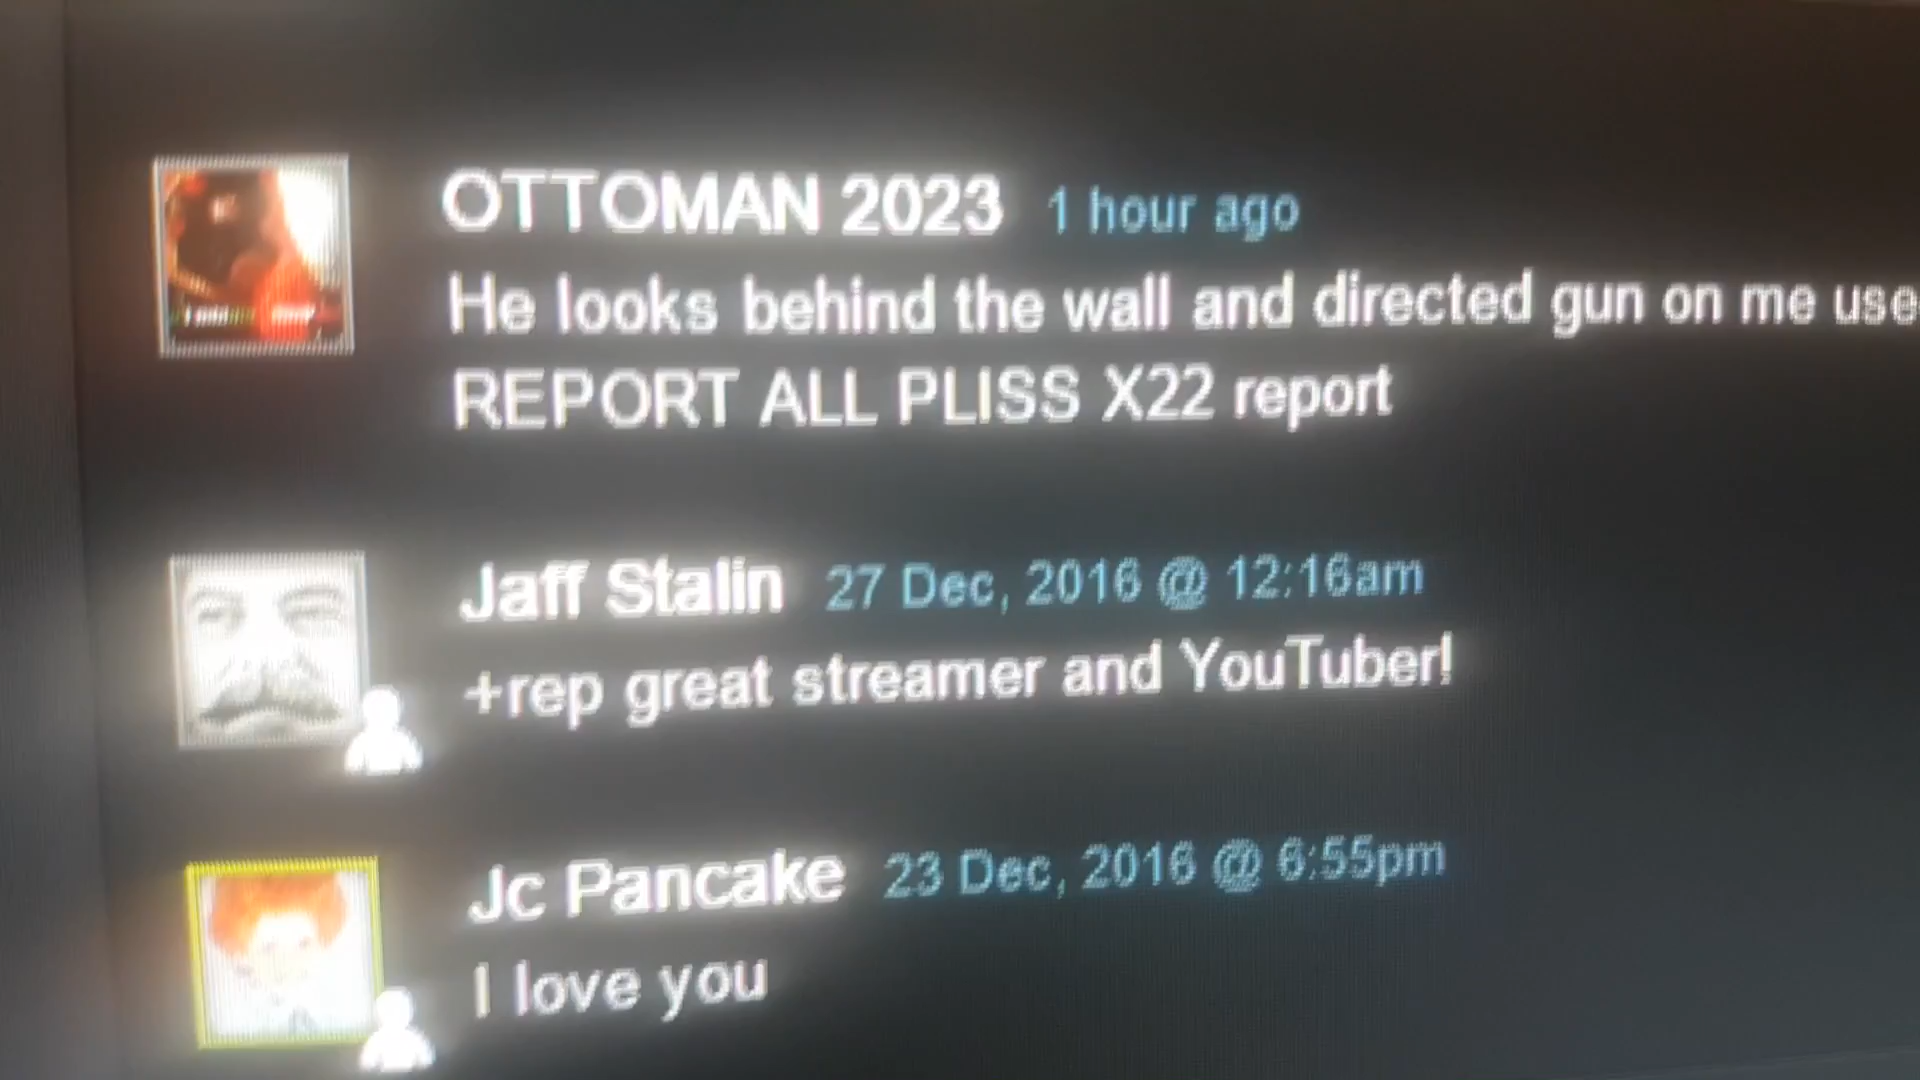 OTTOMAN 2023 1 hour ago
He looks behind the wall and directed gun on me use
REPORT ALL PLISS X22 report
Jaff Stalin 27 Dec, 2016 @ 12:16am
+rep great streamer and YouTuber!
Jc Pancake 23 Dec, 2016 @ 6:55pm
I love you